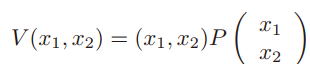 V(x₁, x₂) = (x₁, x₂)P ( x₁
x₂ )